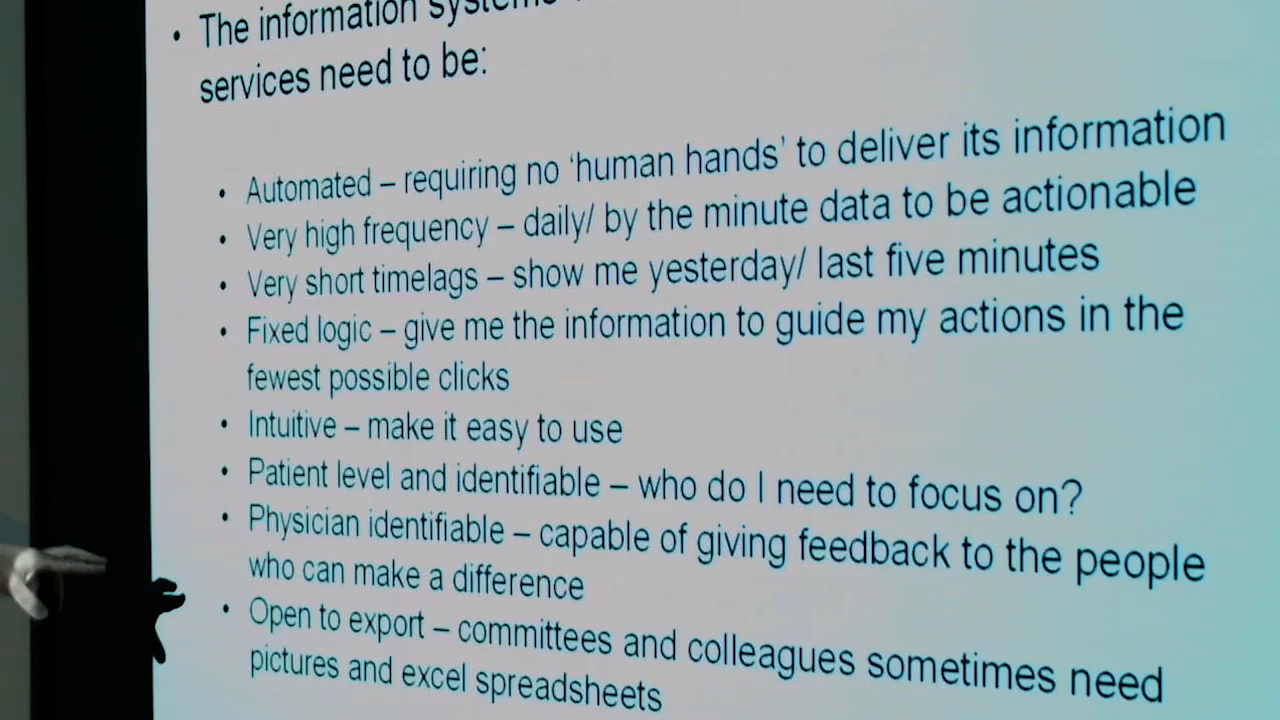 • The information systems
services need to be:
• Automated – requiring no ‘human hands’ to deliver its information
• Very high frequency – daily/ by the minute data to be actionable
• Very short timelags – show me yesterday/ last five minutes
• Fixed logic – give me the information to guide my actions in the
fewest possible clicks
• Intuitive – make it easy to use
• Patient level and identifiable – who do I need to focus on?
• Physician identifiable – capable of giving feedback to the people
who can make a difference
• Open to export – committees and colleagues sometimes need
pictures and excel spreadsheets